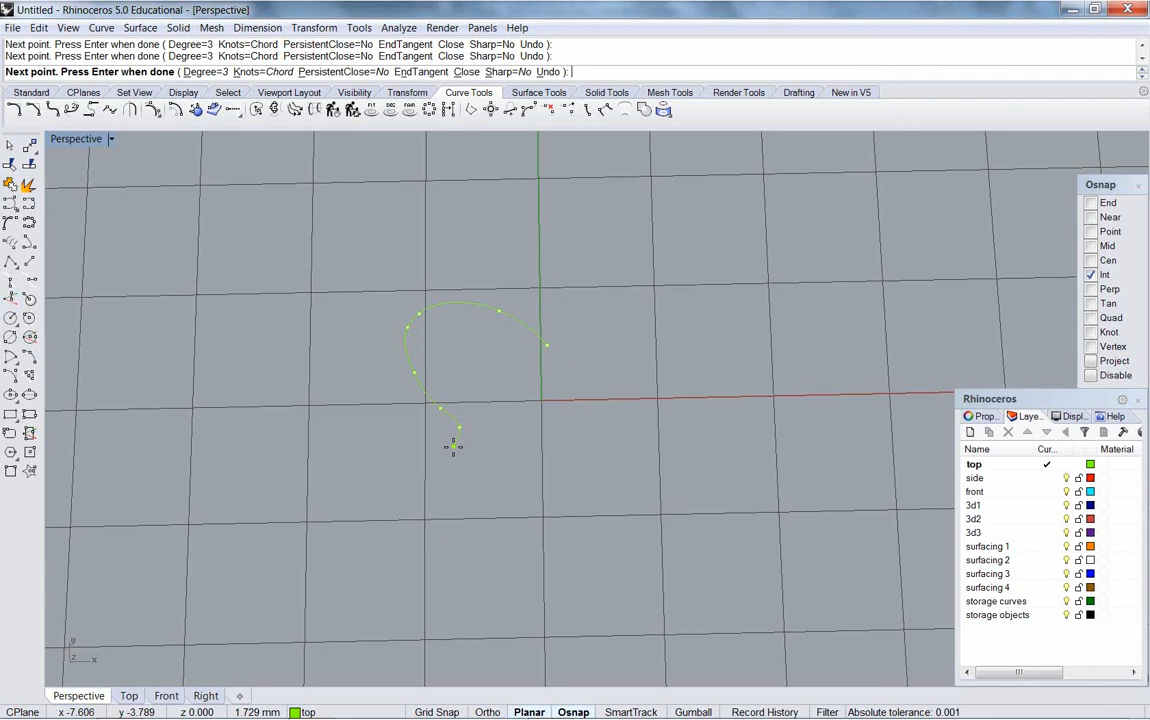 Untitled - Rhinoceros 5.0 Educational - [Perspective]
File Edit View Curve Surface Solid Mesh Dimension Transform Tools Analyze Render Panels Help
Next point. Press Enter when done ( Degree=3 Knots=Chord PersistentClose=No EndTangent Close Sharp=No Undo ):
Next point. Press Enter when done ( Degree=3 Knots=Chord PersistentClose=No EndTangent Close Sharp=No Undo ):
Next point. Press Enter when done ( Degree=3 Knots=Chord PersistentClose=No EndTangent Close Sharp=No Undo ):
Standard CPlanes Set View Display Select Viewport Layout Visibility Transform Curve Tools Surface Tools Solid Tools Mesh Tools Render Tools Drafting New in V5
Perspective
Osnap
End
Near
Point
Mid
Cen
Int
Perp
Tan
Quad
Knot
Vertex
Project
Disable
Rhinoceros
Prop... Laye... Displ... Help
Name Cur... Material
top
side
front
3d1
3d2
3d3
surfacing 1
surfacing 2
surfacing 3
surfacing 4
storage curves
storage objects
y
z x
Perspective Top Front Right
CPlane x -7.606 y -3.789 z 0.000 1.729 mm top Grid Snap Ortho Planar Osnap SmartTrack Gumball Record History Filter Absolute tolerance: 0.001